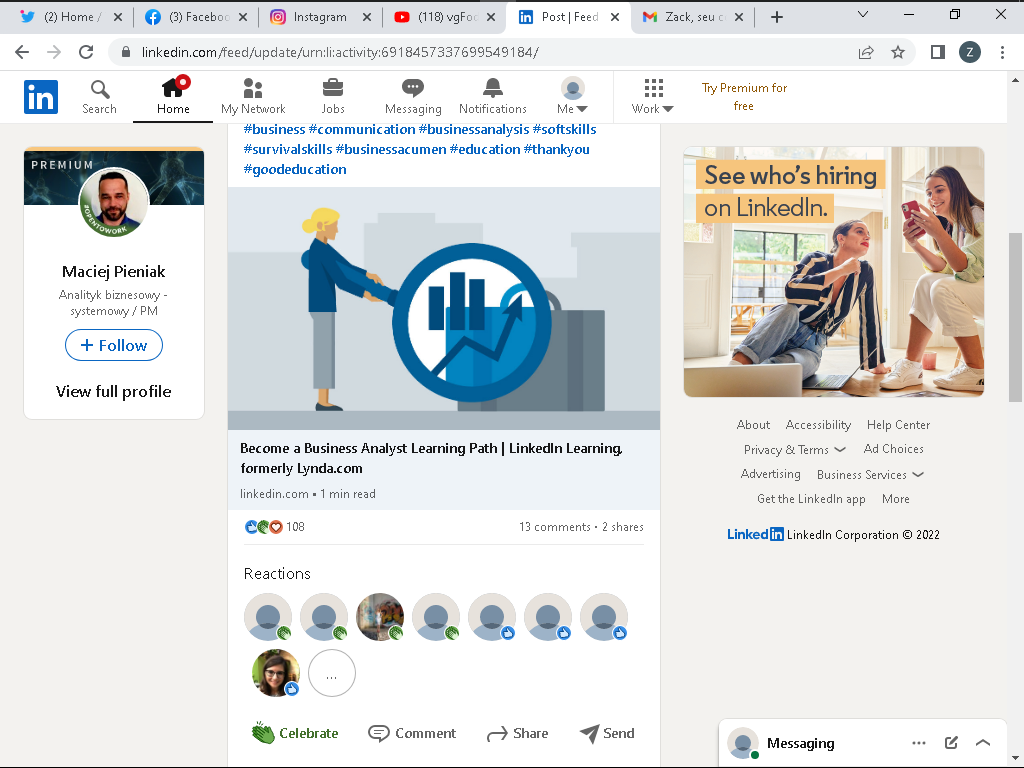 (2) Home /
(3) Faceboo
Instagram
(118) vgFoo
Post | Feed
Zack, seu c
linkedin.com/feed/update/urn:li:activity:6918457337699549184/
Z
in
Search
Home
My Network
Jobs
Messaging
Notifications
Me
Work
Try Premium for
free
#business #communication #businessanalysis #softskills
#survivalskills #businessacumen #education #thankyou
#goodeducation
PREMIUM
#OPENTOWORK
Maciej Pieniak
Analityk biznesowy -
systemowy / PM
+ Follow
View full profile
Become a Business Analyst Learning Path | LinkedIn Learning,
formerly Lynda.com
linkedin.com • 1 min read
108
13 comments • 2 shares
Reactions
...
Celebrate
Comment
Share
Send
See who's hiring
on LinkedIn.
About Accessibility Help Center
Privacy & Terms Ad Choices
Advertising Business Services
Get the LinkedIn app More
LinkedIn LinkedIn Corporation © 2022
Messaging